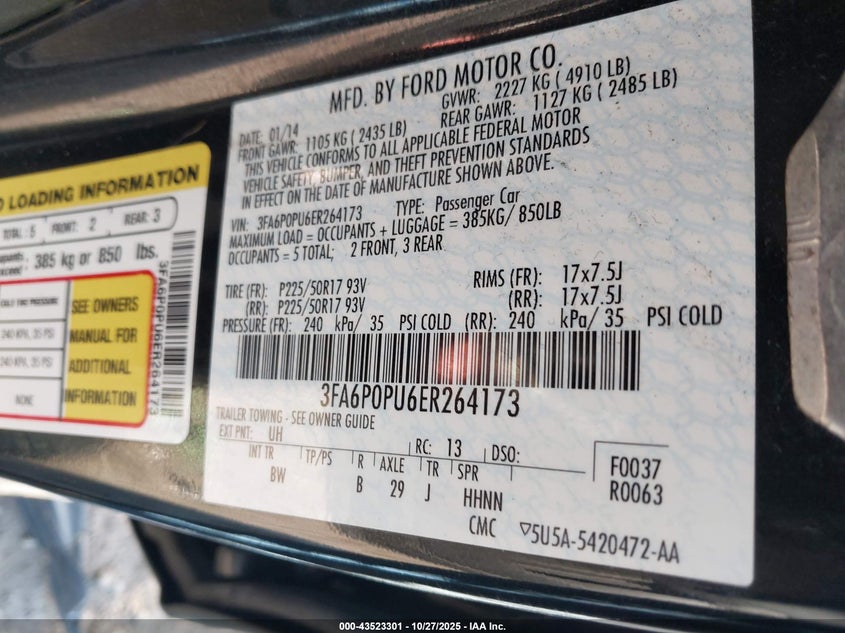 MFD. BY FORD MOTOR CO.
DATE: 01/14
GVWR: 2227 KG ( 4910 LB)
FRONT GAWR: 1105 KG ( 2435 LB)
REAR GAWR: 1127 KG ( 2485 LB)
THIS VEHICLE CONFORMS TO ALL APPLICABLE FEDERAL MOTOR
VEHICLE SAFETY, BUMPER, AND THEFT PREVENTION STANDARDS
IN EFFECT ON THE DATE OF MANUFACTURE SHOWN ABOVE.
VIN: 3FA6P0PU6ER264173 TYPE: Passenger Car
MAXIMUM LOAD = OCCUPANTS + LUGGAGE = 385KG/ 850LB
OCCUPANTS = 5 TOTAL; 2 FRONT, 3 REAR
TIRE (FR): P225/50R17 93V RIMS (FR): 17x7.5J
(RR): P225/50R17 93V (RR): 17x7.5J
PRESSURE (FR): 240 kPa/ 35 PSI COLD (RR): 240 kPa/ 35 PSI COLD
3FA6P0PU6ER264173
TRAILER TOWING - SEE OWNER GUIDE
EXT PNT: UH RC: 13 DSO:
INT TR TP/PS R AXLE TR SPR
BW B 29 J HHNN
F0037
R0063
CMC ▽5U5A-5420472-AA
LOADING INFORMATION
TOTAL: 5 FRONT: 2 REAR: 3
385 kg or 850 lbs.
COLD TIRE PRESSURE
240 KPA, 35 PSI
240 KPA, 35 PSI
NONE
SEE OWNERS
MANUAL FOR
ADDITIONAL
INFORMATION
3FA6P0PU6ER264173
000-43523301 - 10/27/2025 - IAA Inc.